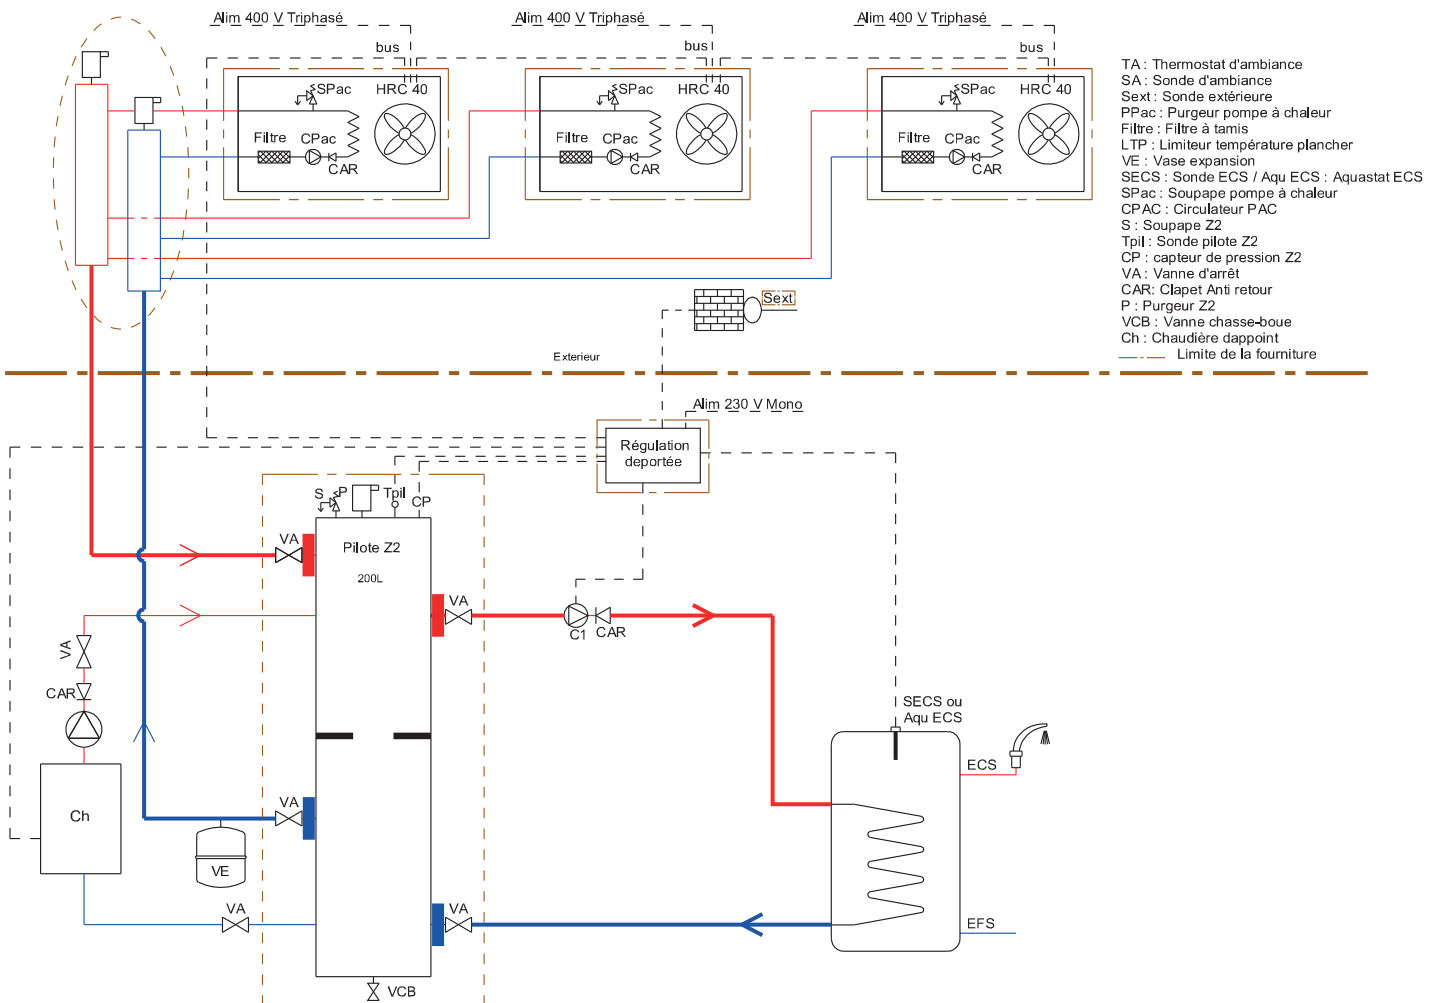 Alim 400 V Triphasé
Alim 400 V Triphasé
Alim 400 V Triphasé
bus
bus
bus
SPac
HRC 40
Filtre
CPac
CAR
SPac
HRC 40
Filtre
CPac
CAR
SPac
HRC 40
Filtre
CPac
CAR
TA : Thermostat d'ambiance
SA : Sonde d'ambiance
Sext : Sonde extérieure
PPac : Purgeur pompe à chaleur
Filtre : Filtre à tamis
LTP : Limiteur température plancher
VE : Vase expansion
SECS : Sonde ECS / Aqu ECS : Aquastat ECS
SPac : Soupape pompe à chaleur
CPAC : Circulateur PAC
S : Soupape Z2
Tpil : Sonde pilote Z2
CP : capteur de pression Z2
VA : Vanne d'arrêt
CAR: Clapet Anti retour
P : Purgeur Z2
VCB : Vanne chasse-boue
Ch : Chaudière dappoint
Limite de la fourniture
Sext
Exterieur
Alim 230 V Mono
Régulation
deportée
S
P
Tpil
CP
VA
Pilote Z2
200L
VA
C1
CAR
VA
CAR
SECS ou
Aqu ECS
ECS
Ch
VA
VE
VA
VA
EFS
VCB